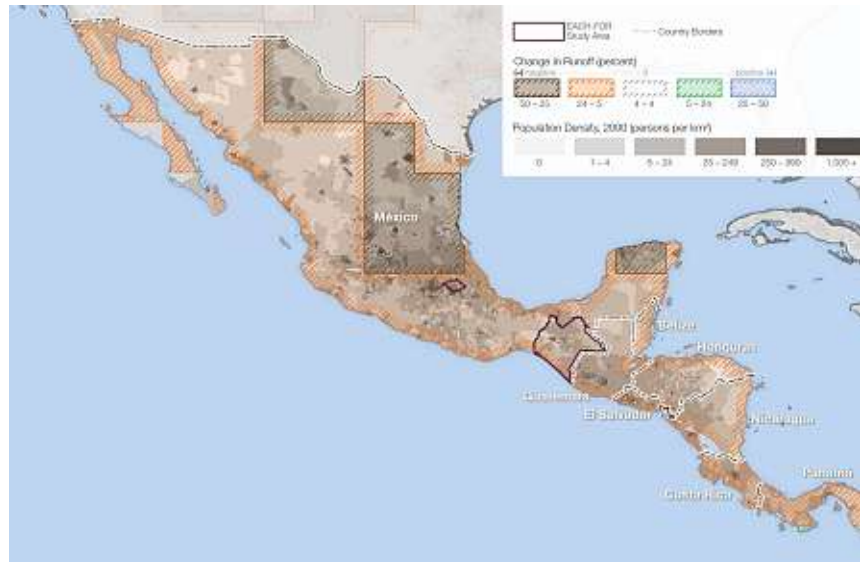 EACH-FOR
Study Area
Country Borders
Change in Runoff (percent)
(-) negative 0 positive (+)
50 – 25 24 – 5 4 – 4 5 – 24 25 – 50
Population Density, 2000 (persons per km²)
0 1 – 4 5 – 24 25 – 249 250 – 999 1,000 +
México
Belize
Honduras
Guatemala
El Salvador
Nicaragua
Panamá
Costa Rica